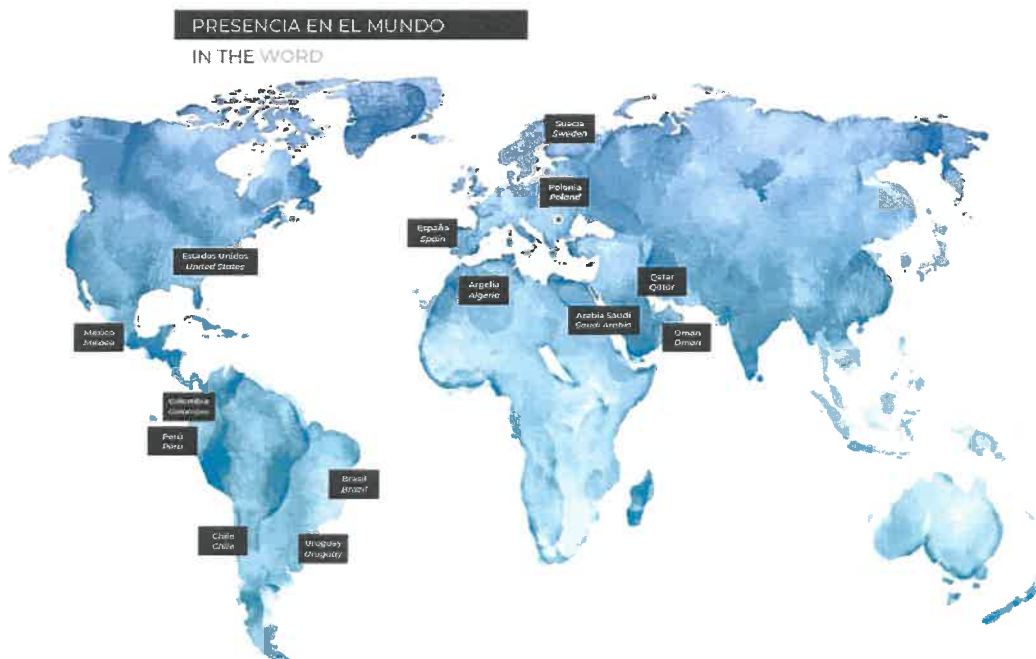 PRESENCIA EN EL MUNDO
IN THE WORD
Suecia
Sweden
Polonia
Poland
España
Spain
Estados Unidos
United States
Argelia
Algeria
Qatar
Qatar
Arabia Saudí
Saudi Arabia
Oman
Oman
México
México
Colombia
Colombia
Perú
Peru
Brasil
Brazil
Chile
Chile
Uruguay
Uruguay